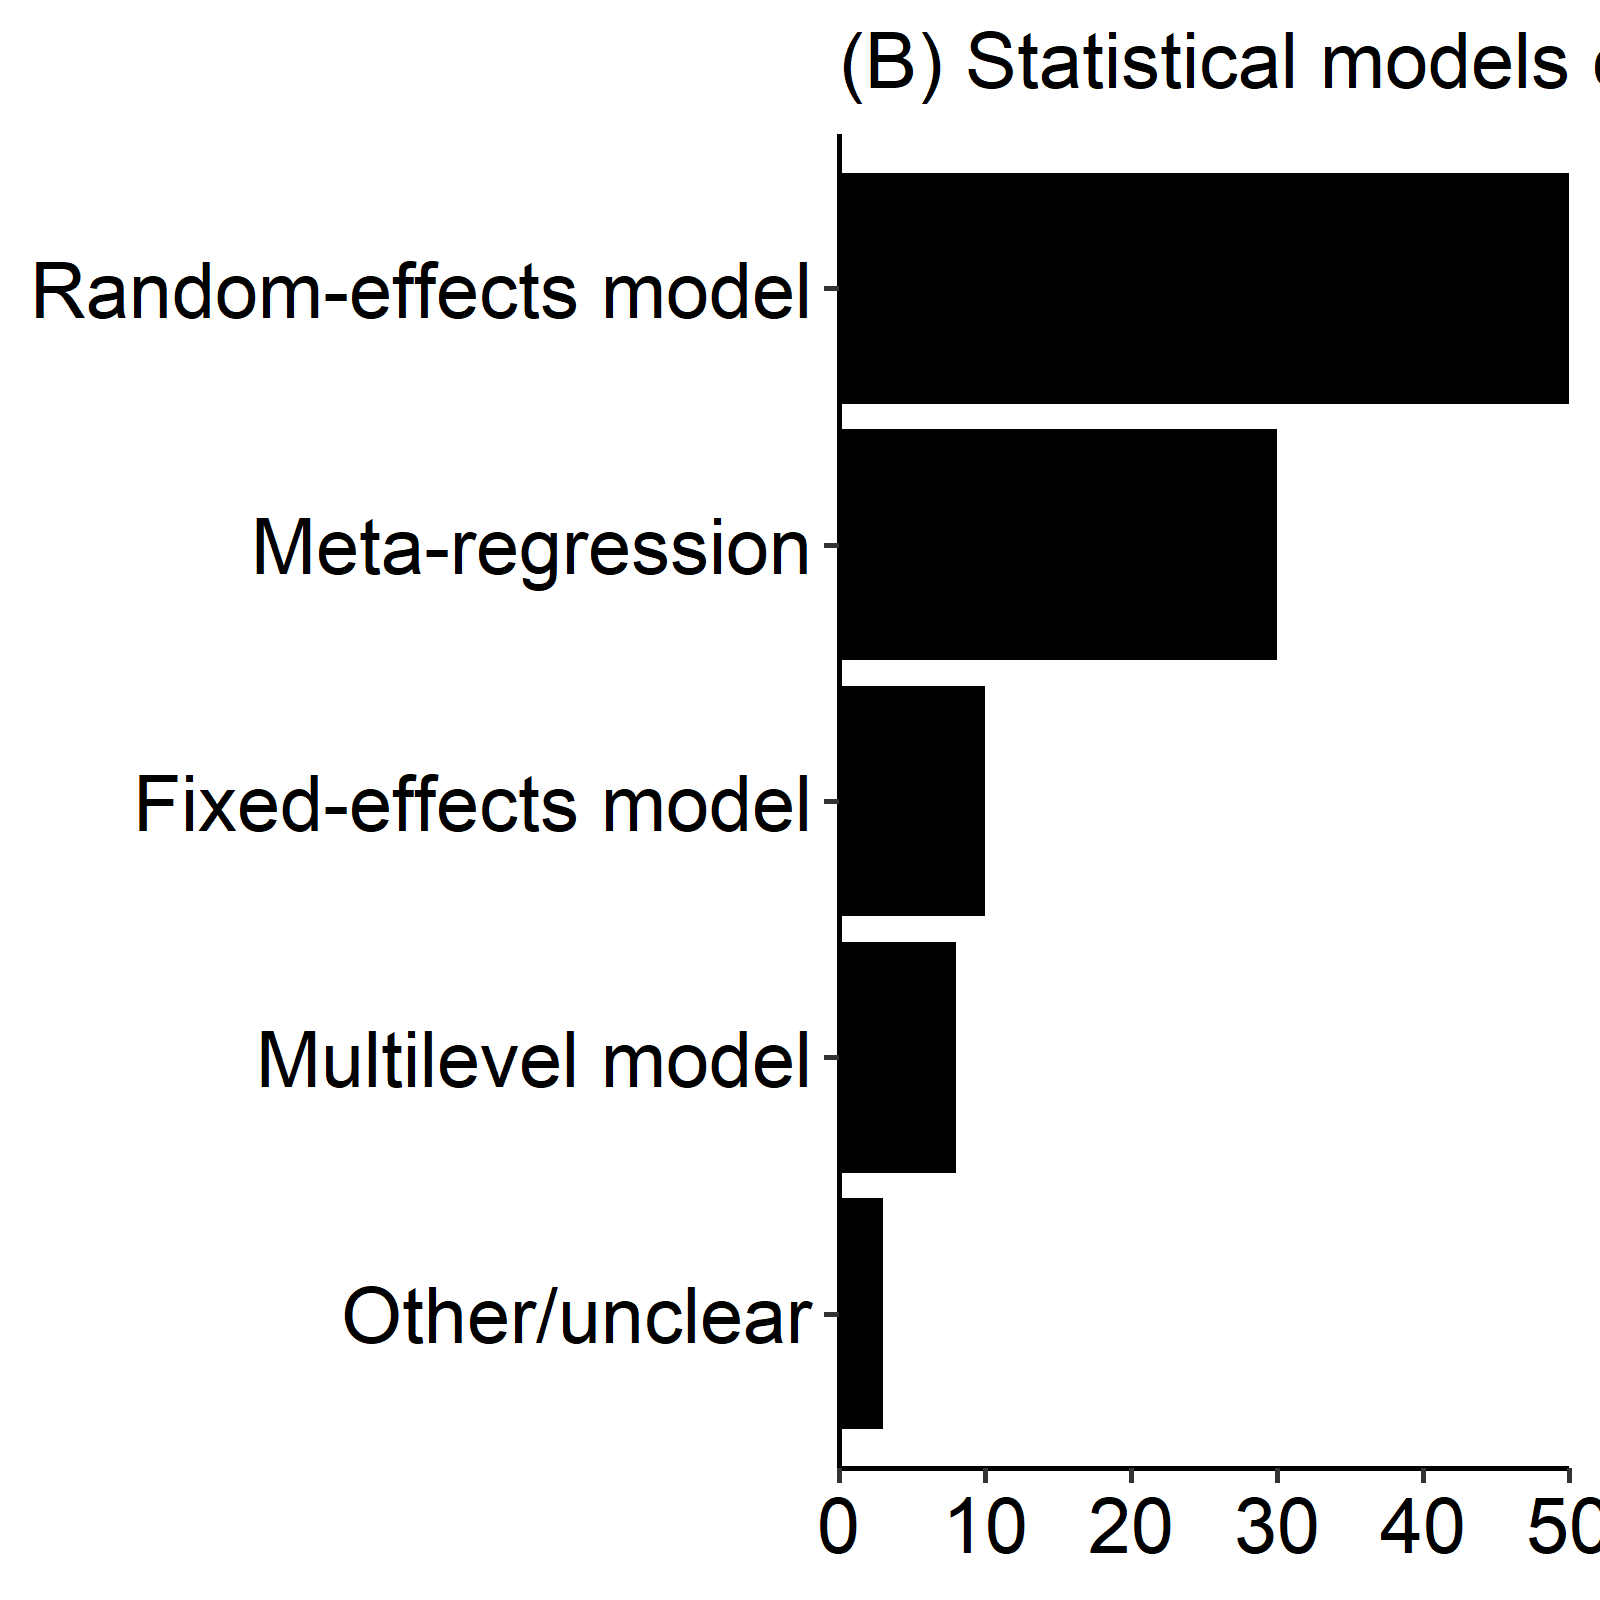 (B) Statistical models
Random-effects model
Meta-regression
Fixed-effects model
Multilevel model
Other/unclear
0 10 20 30 40 50